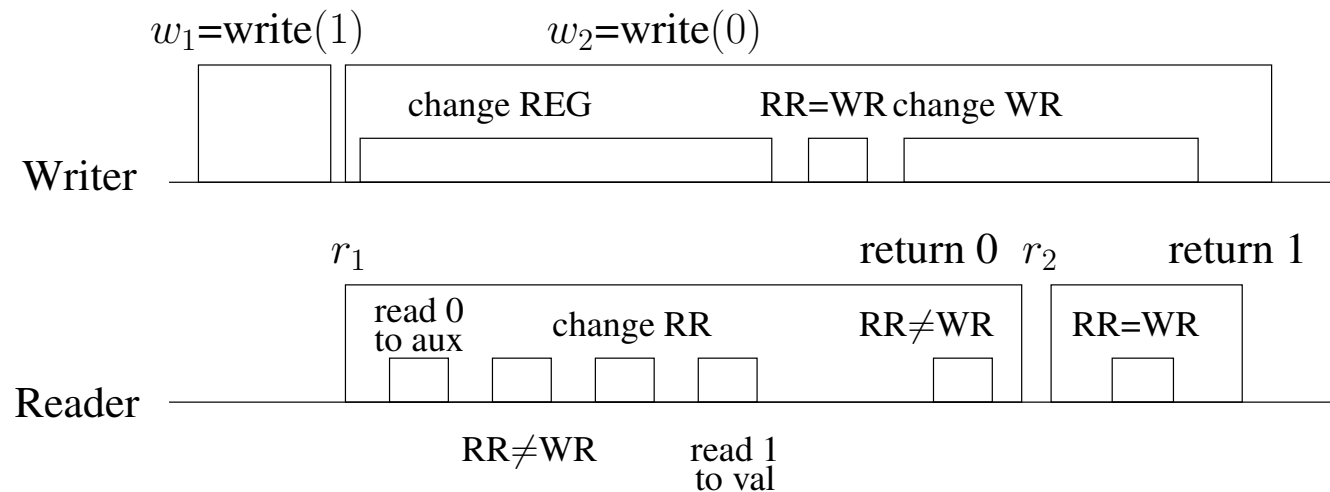 w₁=write(1) w₂=write(0)
change REG RR=WR change WR
Writer
r₁ return 0 r₂ return 1
read 0
to aux
change RR RR≠WR RR=WR
Reader
RR≠WR
read 1
to val